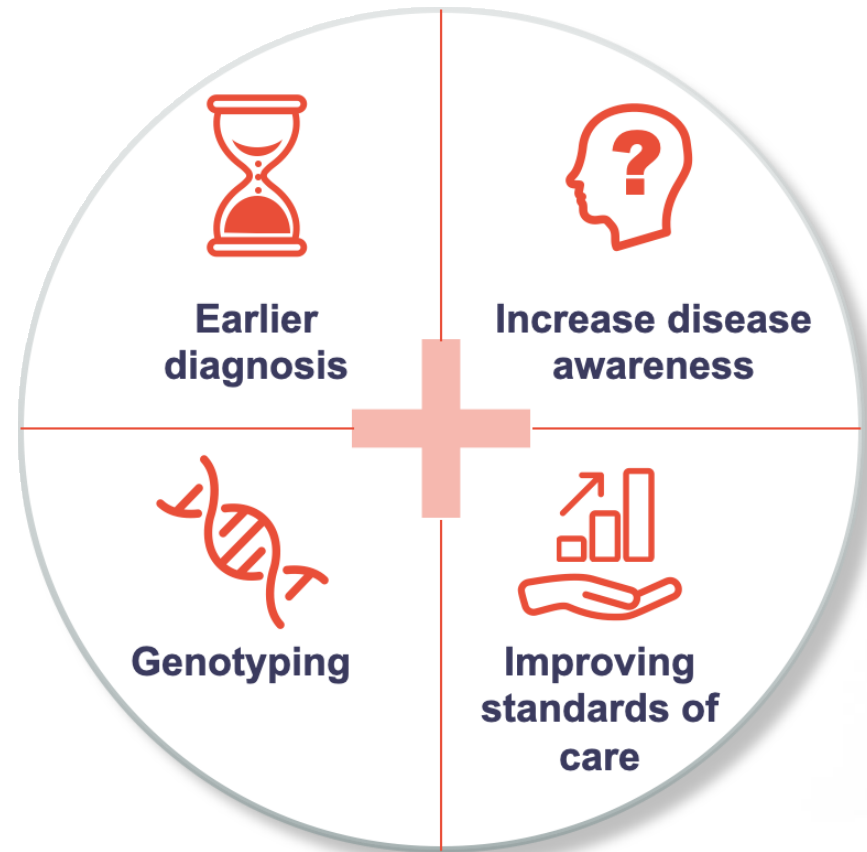 Earlier
diagnosis
Increase disease
awareness
Genotyping
Improving
standards of
care